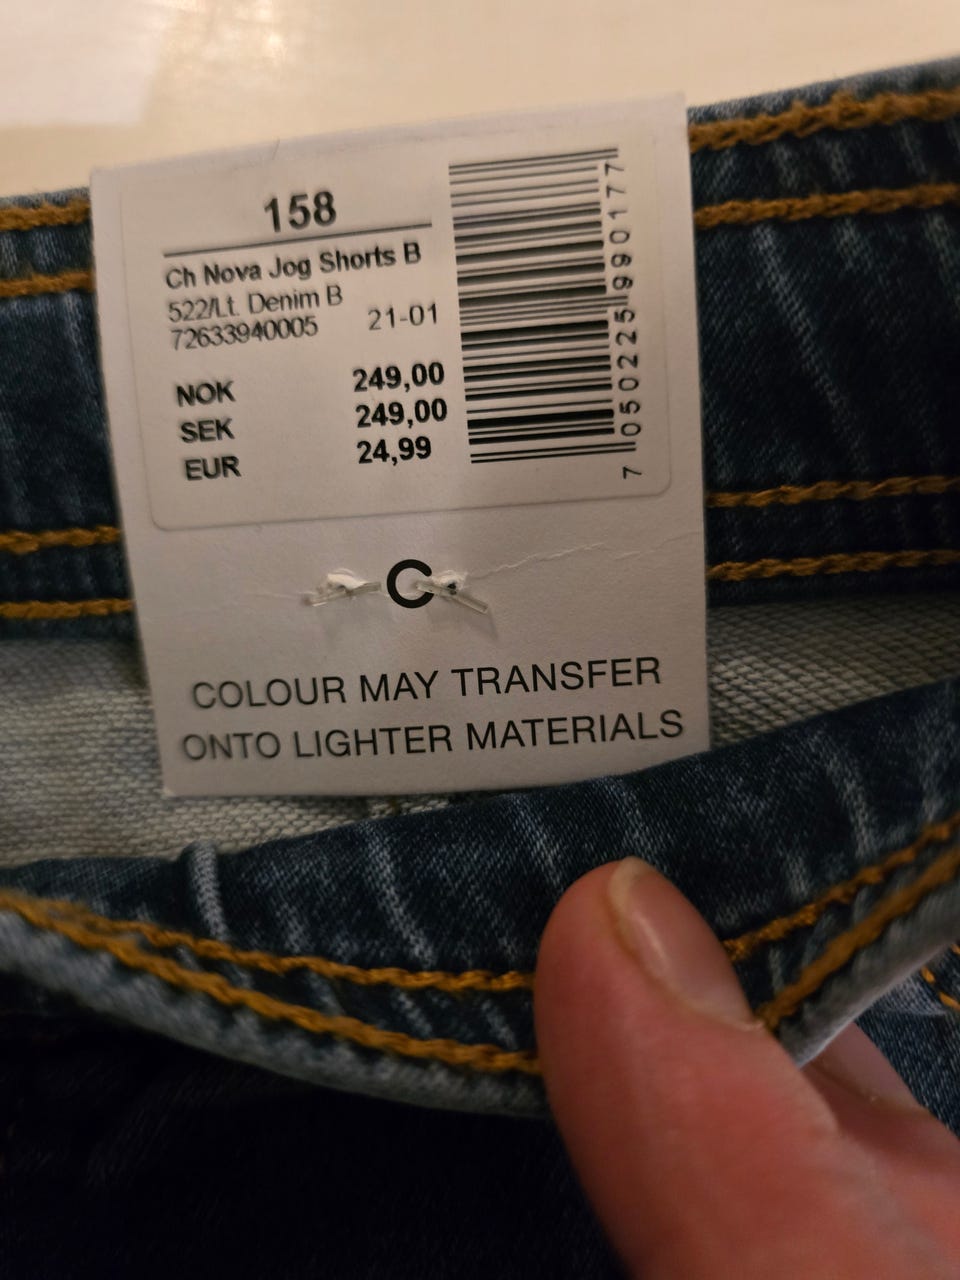 158
Ch Nova Jog Shorts B
522/Lt. Denim B
72633940005 21-01
NOK 249,00
SEK 249,00
EUR 24,99
7 050225 990177
C
COLOUR MAY TRANSFER
ONTO LIGHTER MATERIALS